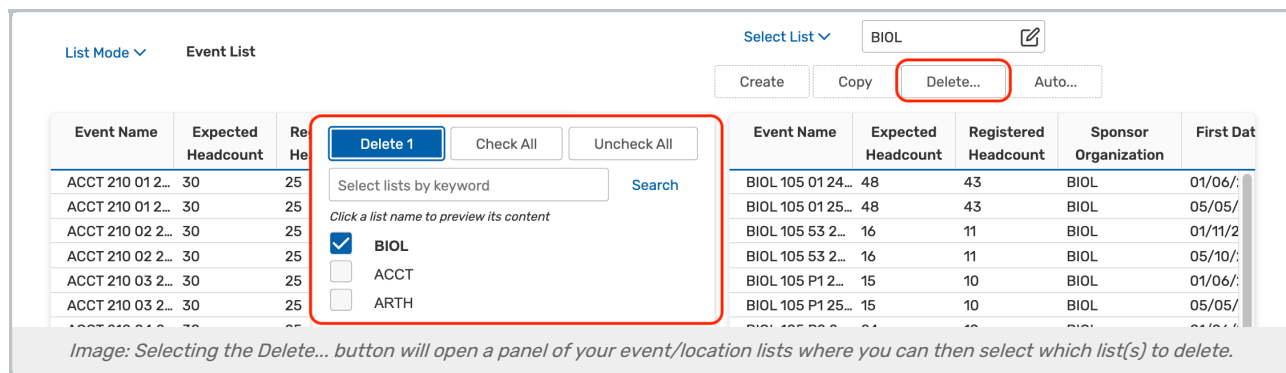 List Mode
Event List
Select List
BIOL
Create
Copy
Delete...
Auto...
Event Name Expected Headcount
Delete 1
Check All
Uncheck All
Select lists by keyword
Search
Click a list name to preview its content
BIOL
ACCT
ARTH
ACCT 210 01 2... 30 25
ACCT 210 01 2... 30 25
ACCT 210 02 2... 30 25
ACCT 210 02 2... 30 25
ACCT 210 03 2... 30 25
ACCT 210 03 2... 30 25
Event Name Expected Headcount Registered Headcount Sponsor Organization First Dat
BIOL 105 01 24... 48 43 BIOL 01/06/
BIOL 105 01 25... 48 43 BIOL 05/05/
BIOL 105 53 2... 16 11 BIOL 01/11/2
BIOL 105 53 2... 16 11 BIOL 05/10/
BIOL 105 P1 2... 15 10 BIOL 01/06/
BIOL 105 P1 25... 15 10 BIOL 05/05/
Image: Selecting the Delete... button will open a panel of your event/location lists where you can then select which list(s) to delete.